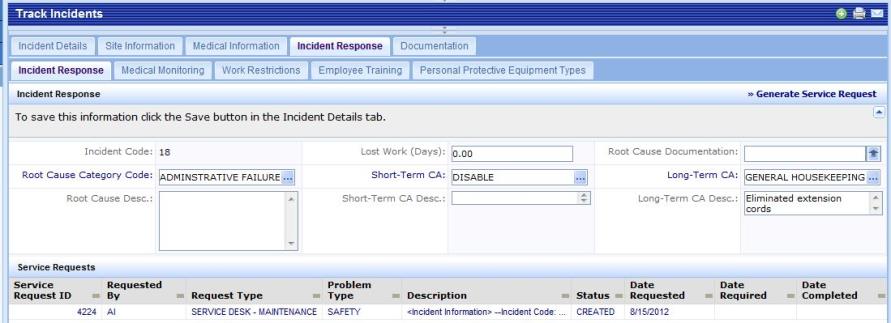 Track Incidents
Incident Details Site Information Medical Information Incident Response Documentation
Incident Response Medical Monitoring Work Restrictions Employee Training Personal Protective Equipment Types
Incident Response » Generate Service Request
To save this information click the Save button in the Incident Details tab.
Incident Code: 18 Lost Work (Days): 0.00 Root Cause Documentation:
Root Cause Category Code: ADMINSTRATIVE FAILURE ... Short-Term CA: DISABLE ... Long-Term CA: GENERAL HOUSEKEEPING ...
Root Cause Desc.: Short-Term CA Desc.: Long-Term CA Desc.: Eliminated extension
cords
Service Requests
Service Requested Problem Date Date Date
Request ID By Request Type Type Description Status Requested Required Completed
4224 AI SERVICE DESK - MAINTENANCE SAFETY <Incident Information> --Incident Code: ... CREATED 8/15/2012